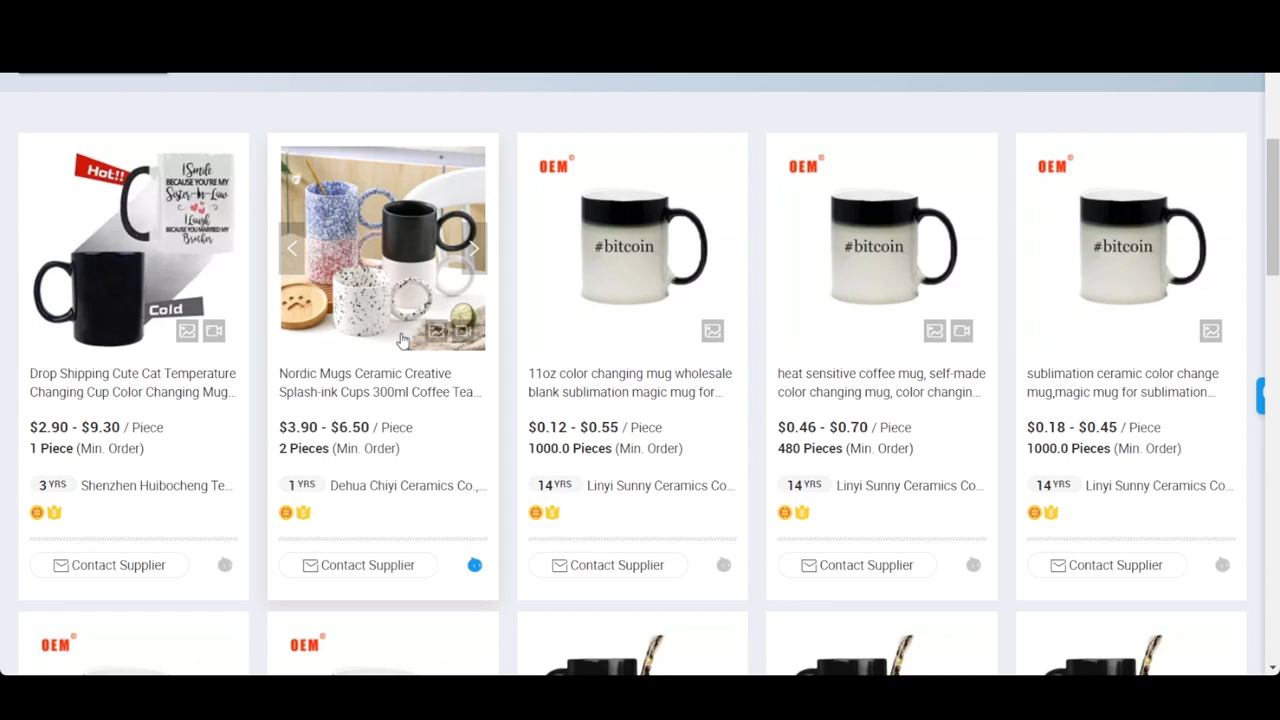 Hot!!
I Smile
BECAUSE YOU'RE MY
Sister-In-Law
I Laugh
BECAUSE YOU MARRIED MY
Brother
Cold
Drop Shipping Cute Cat Temperature
Changing Cup Color Changing Mug...
$2.90 - $9.30 / Piece
1 Piece (Min. Order)
3 YRS Shenzhen Huibocheng Te...
Contact Supplier
Nordic Mugs Ceramic Creative
Splash-ink Cups 300ml Coffee Tea...
$3.90 - $6.50 / Piece
2 Pieces (Min. Order)
1 YRS Dehua Chiyi Ceramics Co.,...
Contact Supplier
OEM®
#bitcoin
11oz color changing mug wholesale
blank sublimation magic mug for...
$0.12 - $0.55 / Piece
1000.0 Pieces (Min. Order)
14 YRS Linyi Sunny Ceramics Co...
Contact Supplier
OEM®
#bitcoin
heat sensitive coffee mug, self-made
color changing mug, color changin...
$0.46 - $0.70 / Piece
480 Pieces (Min. Order)
14 YRS Linyi Sunny Ceramics Co...
Contact Supplier
OEM®
#bitcoin
sublimation ceramic color change
mug,magic mug for sublimation...
$0.18 - $0.45 / Piece
1000.0 Pieces (Min. Order)
14 YRS Linyi Sunny Ceramics Co...
Contact Supplier
OEM®
OEM®